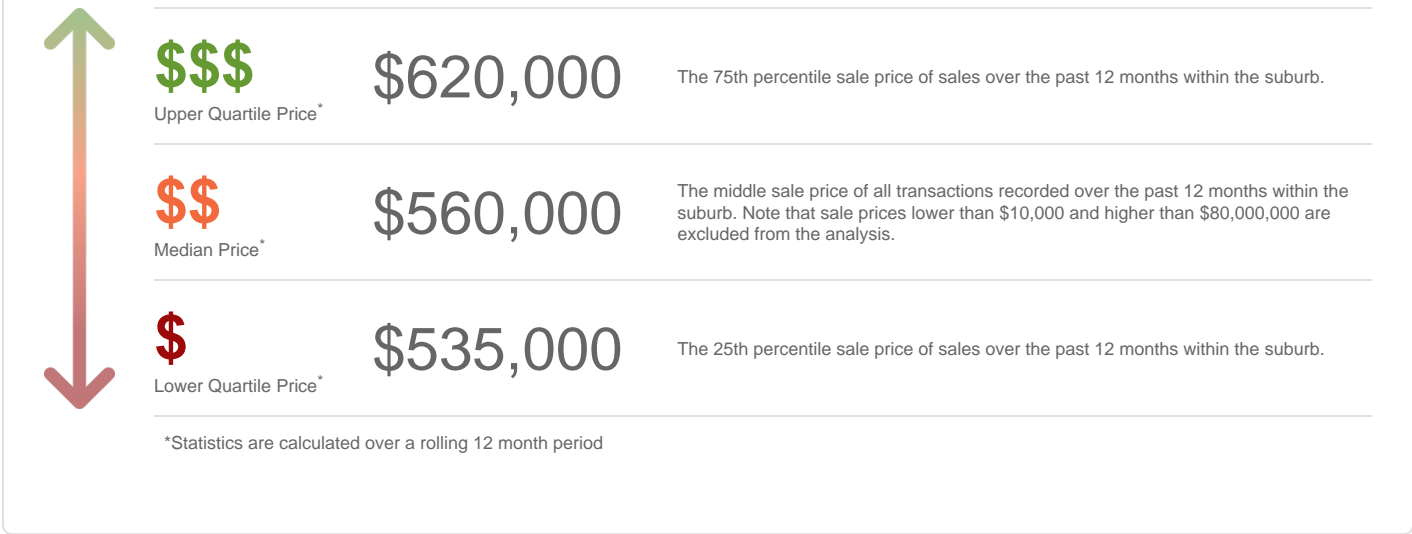 $$$
Upper Quartile Price*
$620,000
The 75th percentile sale price of sales over the past 12 months within the suburb.
$$
Median Price*
$560,000
The middle sale price of all transactions recorded over the past 12 months within the
suburb. Note that sale prices lower than $10,000 and higher than $80,000,000 are
excluded from the analysis.
$
Lower Quartile Price*
$535,000
The 25th percentile sale price of sales over the past 12 months within the suburb.
*Statistics are calculated over a rolling 12 month period